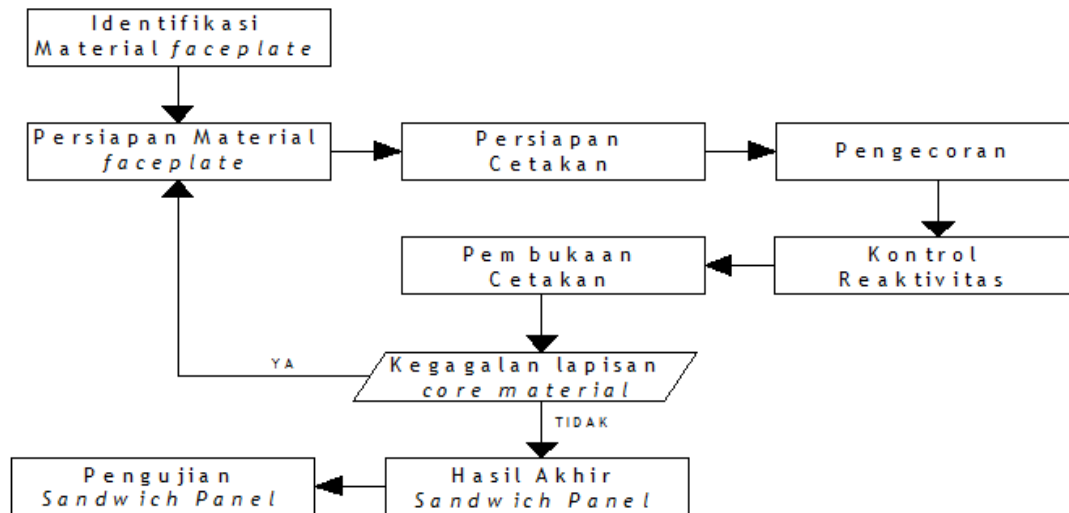 Identifikasi
Material faceplate
Persiapan Material
faceplate
Persiapan
Cetakan
Pengecoran
Pembukaan
Cetakan
Kontrol
Reaktivitas
YA
Kegagalan lapisan
core material
TIDAK
Pengujian
Sandwich Panel
Hasil Akhir
Sandwich Panel